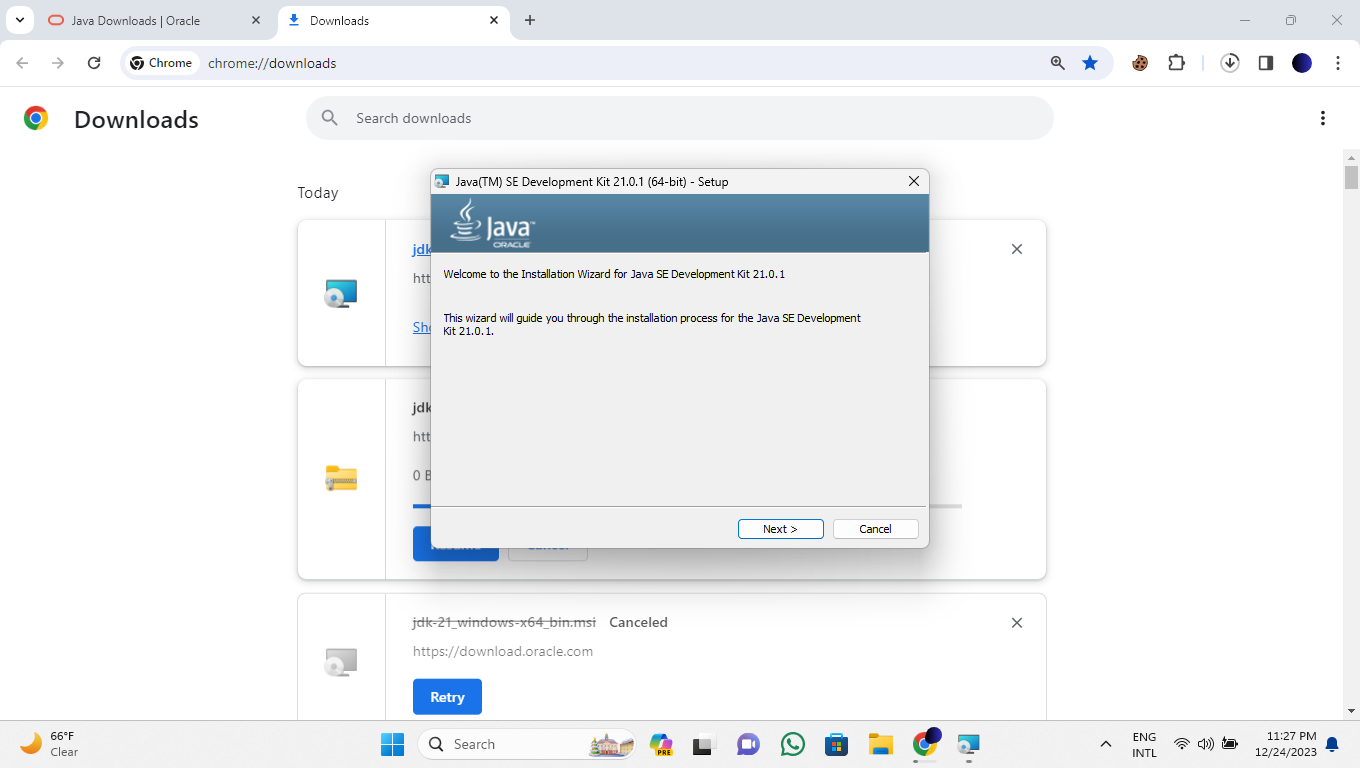 Java Downloads | Oracle
Downloads
Chrome
chrome://downloads
Downloads
Search downloads
Today
Java(TM) SE Development Kit 21.0.1 (64-bit) - Setup
Java™
ORACLE
Welcome to the Installation Wizard for Java SE Development Kit 21.0.1
This wizard will guide you through the installation process for the Java SE Development
Kit 21.0.1.
Next >
Cancel
jdk
htt
Sho
jdk
htt
0 B
jdk-21_windows-x64_bin.msi Canceled
https://download.oracle.com
Retry
66°F
Clear
Search
PRE
ENG
INTL
11:27 PM
12/24/2023